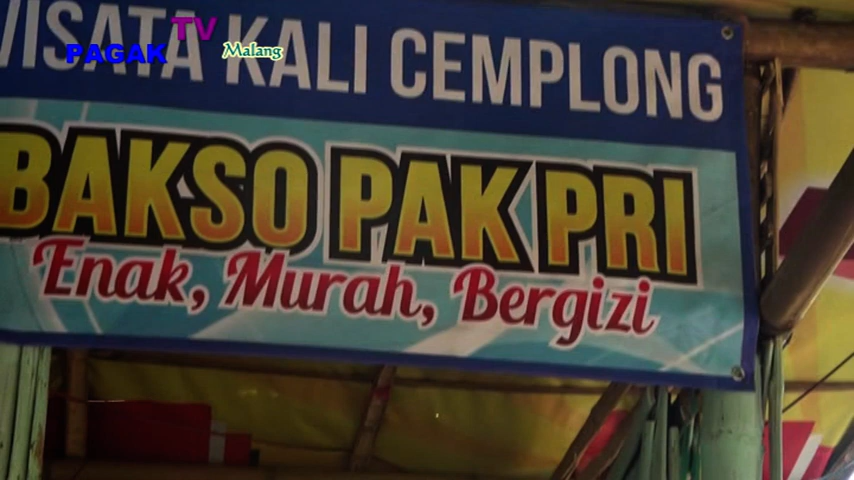 PAGAK TV Malang
WISATA KALI CEMPLONG
BAKSO PAK PRI
Enak, Murah, Bergizi